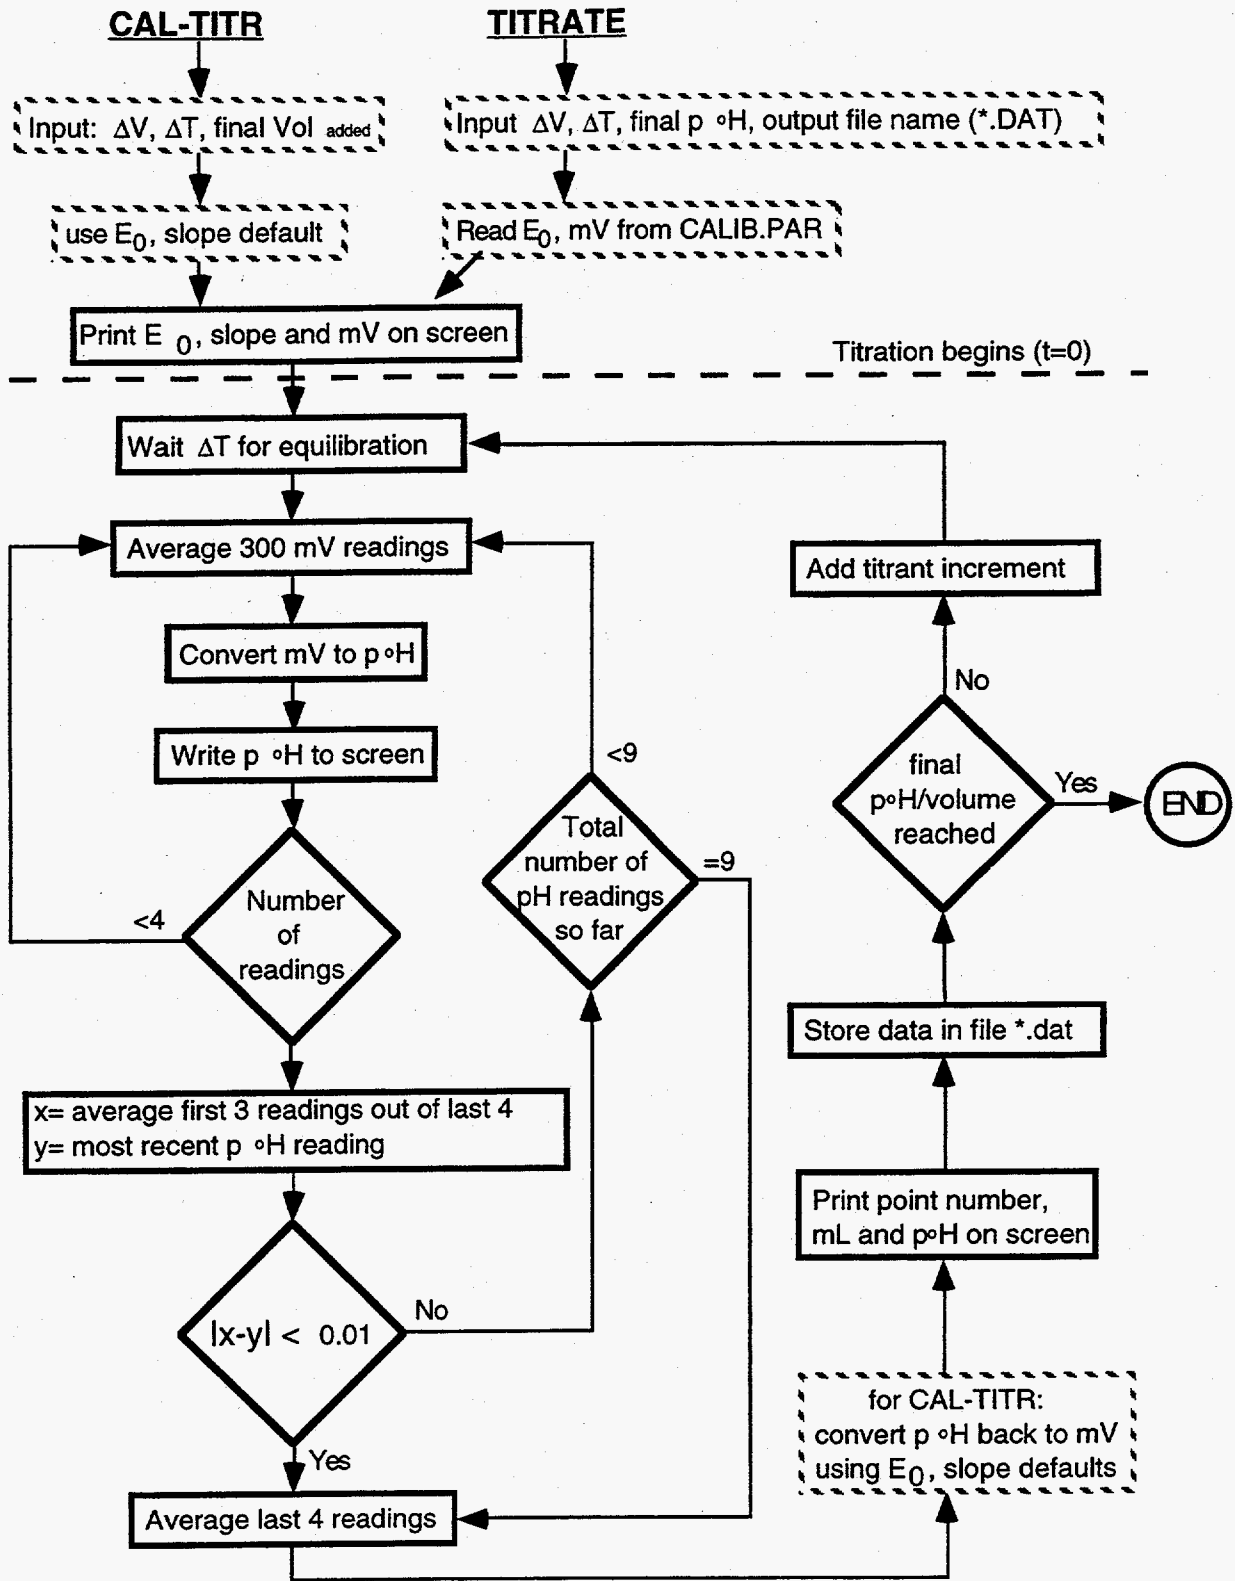 CAL-TITR
TITRATE
Input: ΔV, ΔT, final Vol added
Input ΔV, ΔT, final p∘H, output file name (*.DAT)
use E0, slope default
Read E0, mV from CALIB.PAR
Print E0, slope and mV on screen
Titration begins (t=0)
Wait ΔT for equilibration
Average 300 mV readings
Add titrant increment
Convert mV to p∘H
No
Write p∘H to screen
<9
final
p∘H/volume
reached
Yes
END
Total
number of
pH readings
so far
=9
<4
Number
of
readings
Store data in file *.dat
x= average first 3 readings out of last 4
y= most recent p∘H reading
Print point number,
mL and p∘H on screen
|x-y| < 0.01
No
for CAL-TITR:
convert p∘H back to mV
using E0, slope defaults
Yes
Average last 4 readings